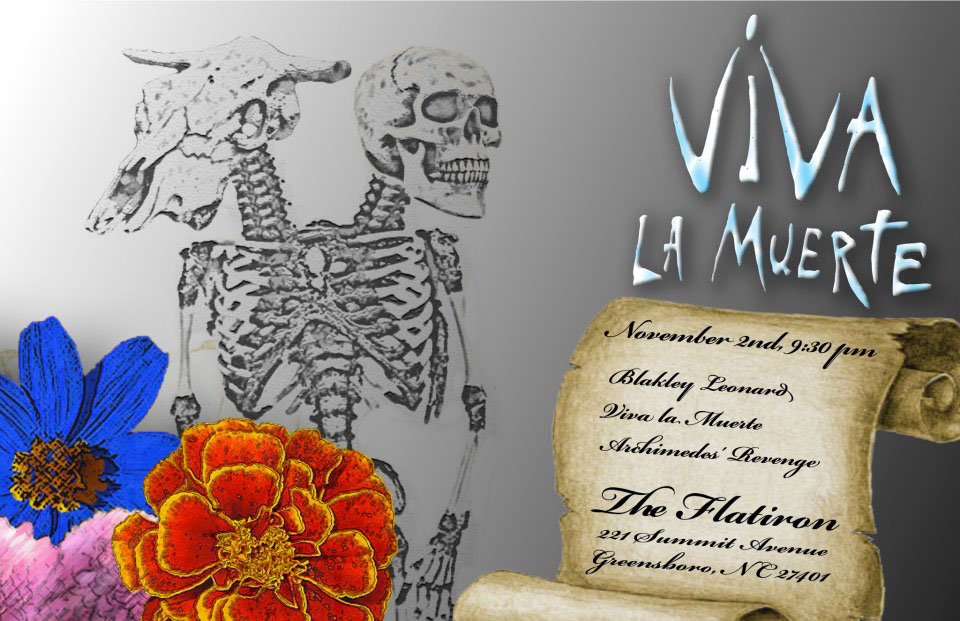 ViVA
LA MUERTE
November 2nd, 9:30 pm
Blakley Leonard
Viva la Muerte
Archimedes' Revenge
The Flatiron
221 Summit Avenue
Greensboro, NC 27401